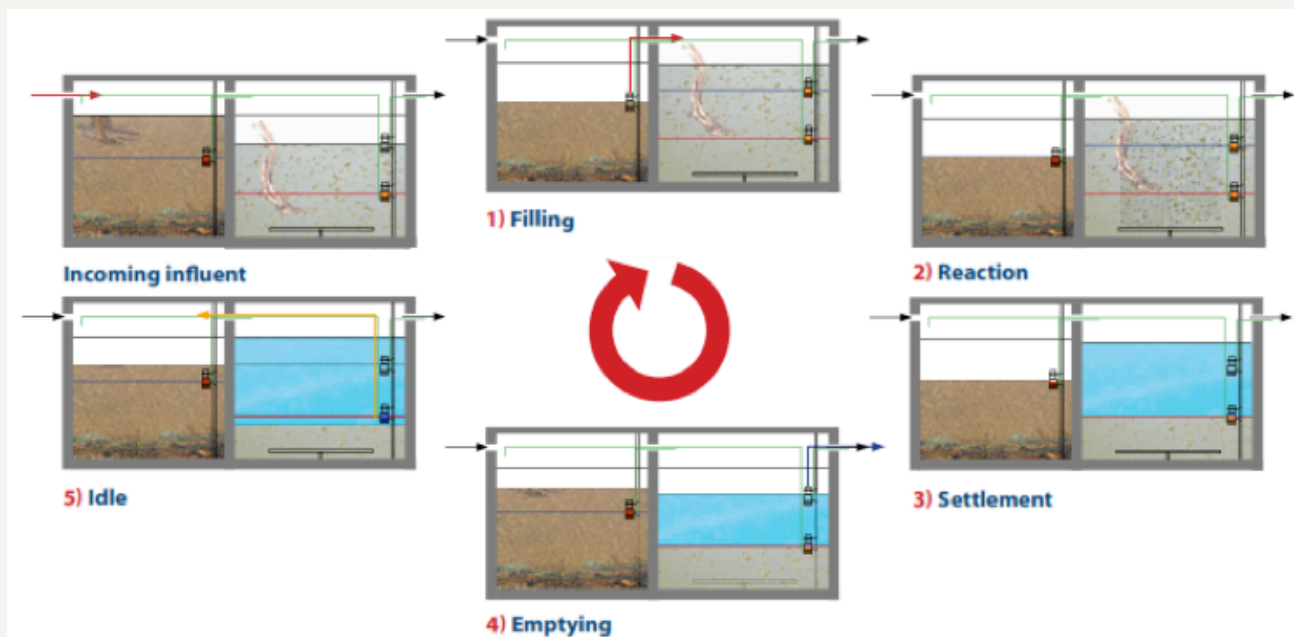 Incoming influent
1) Filling
2) Reaction
3) Settlement
4) Emptying
5) Idle